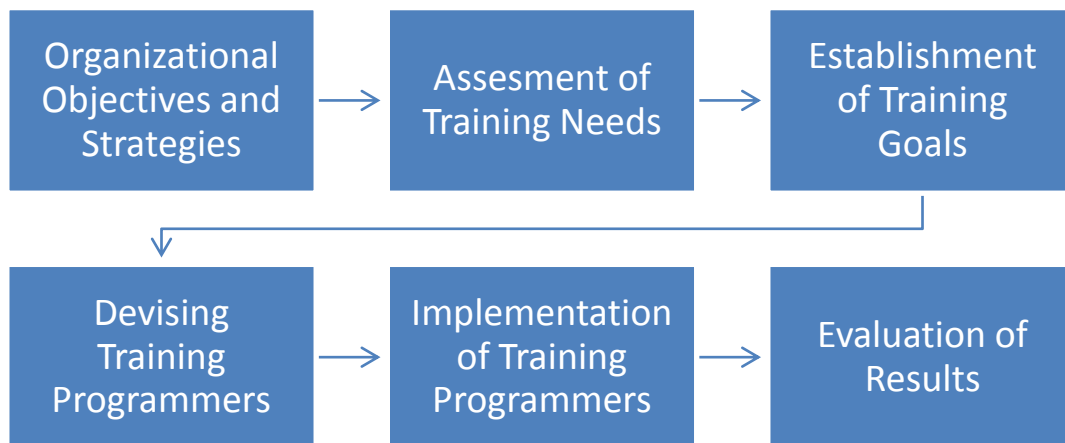 Organizational
Objectives and
Strategies
Assesment of
Training Needs
Establishment
of Training
Goals
Devising
Training
Programmers
Implementation
of Training
Programmers
Evaluation of
Results